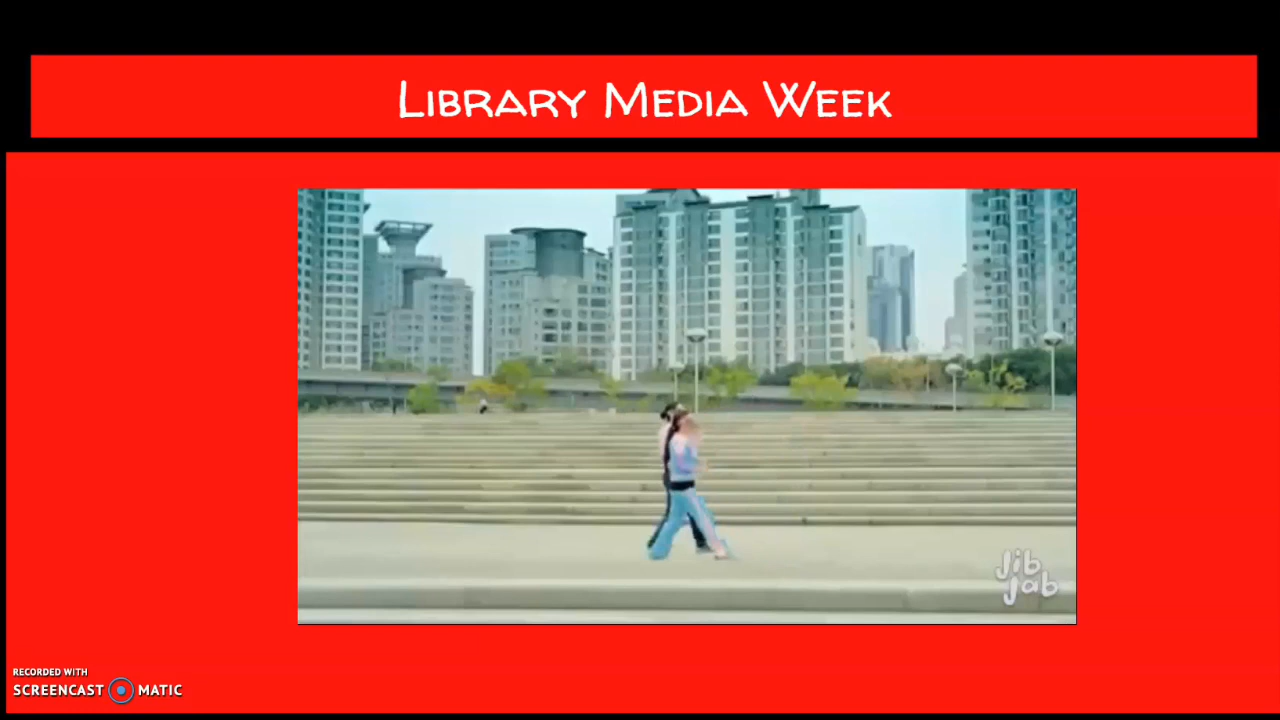 Library Media Week
Jib
Jab
RECORDED WITH
SCREENCAST MATIC